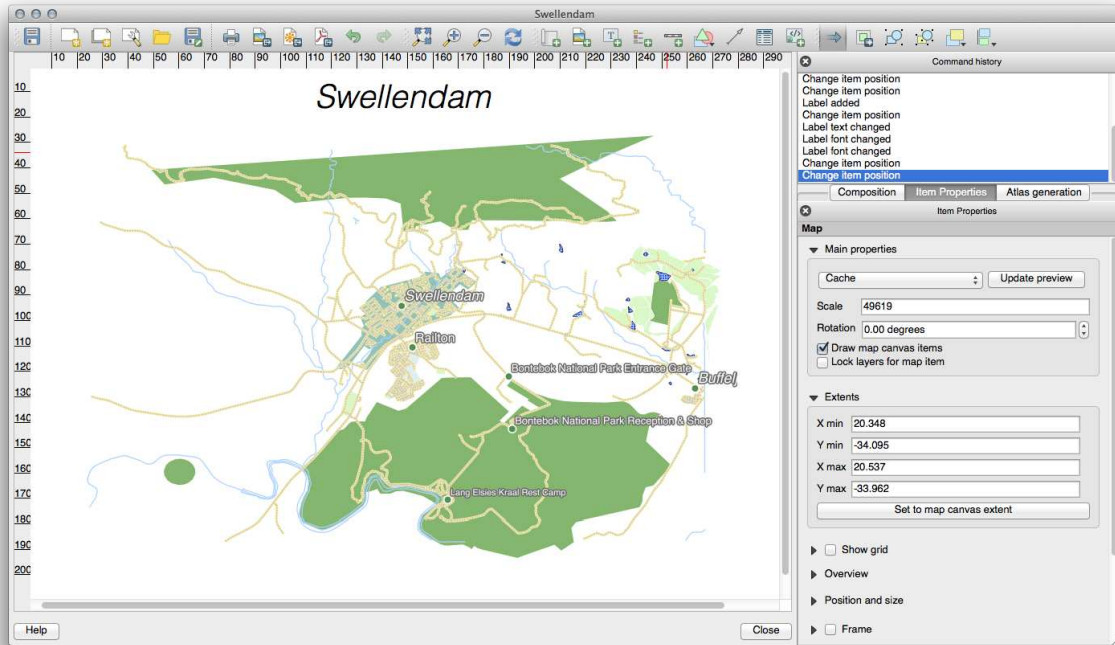 Swellendam
10 20 30 40 50 60 70 80 90 100 110 120 130 140 150 160 170 180 190 200 210 220 230 240 250 260 270 280 290
Command history
Change item position
Change item position
Label added
Change item position
Label text changed
Label font changed
Label font changed
Change item position
Change item position
Composition Item Properties Atlas generation
Item Properties
Map
Main properties
Cache Update preview
Scale 49619
Rotation 0.00 degrees
Draw map canvas items
Lock layers for map item
Extents
X min 20.348
Y min -34.095
X max 20.537
Y max -33.962
Set to map canvas extent
Show grid
Overview
Position and size
Frame
10
20
30
40
50
60
70
80
90
100
110
120
130
140
150
160
170
180
190
200
Swellendam
Swellendam
Railton
Bontebok National Park Entrance Gate
Buffelj
Bontebok National Park Reception & Shop
Lang Elsies Kraal Rest Camp
Help Close